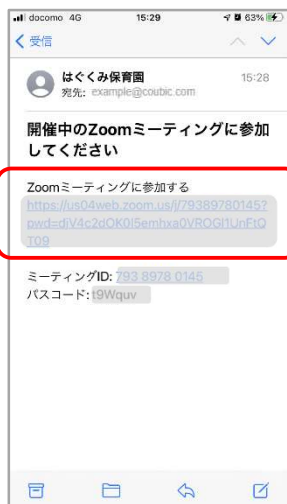 docomo 4G 15:29 63%
受信
はぐくみ保育園 15:28
宛先: example@coubic.com
開催中のZoomミーティングに参加
してください
Zoomミーティングに参加する
https://us04web.zoom.us/j/79389780145?
pwd=djV4c2dOK0l5emhxa0VROGI1UnFtQ
T09
ミーティングID: 793 8978 0145
パスコード: t9Wquv